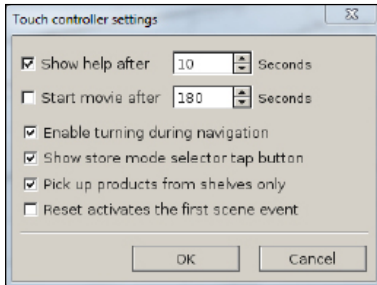 Touch controller settings
Show help after 10 Seconds
Start movie after 180 Seconds
Enable turning during navigation
Show store mode selector tap button
Pick up products from shelves only
Reset activates the first scene event
OK Cancel